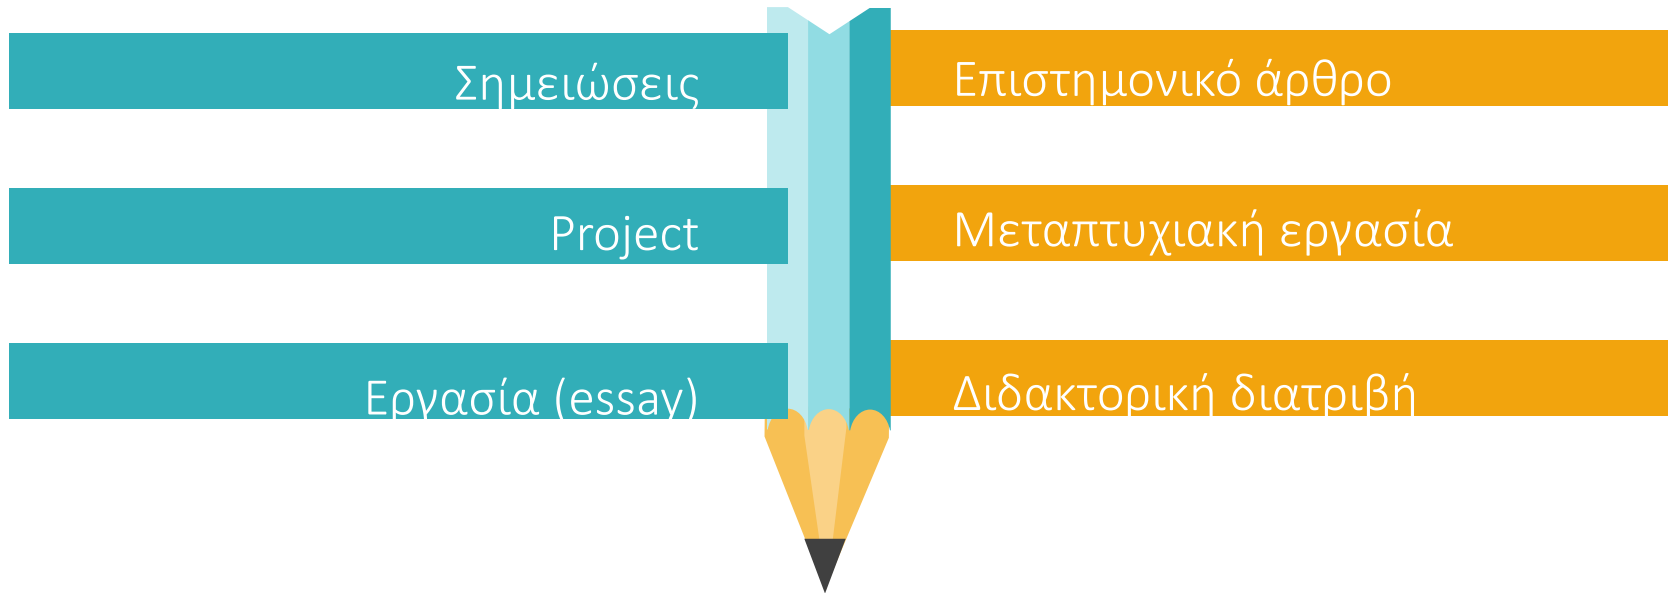 Σημειώσεις
Project
Εργασία (essay)
Επιστημονικό άρθρο
Μεταπτυχιακή εργασία
Διδακτορική διατριβή